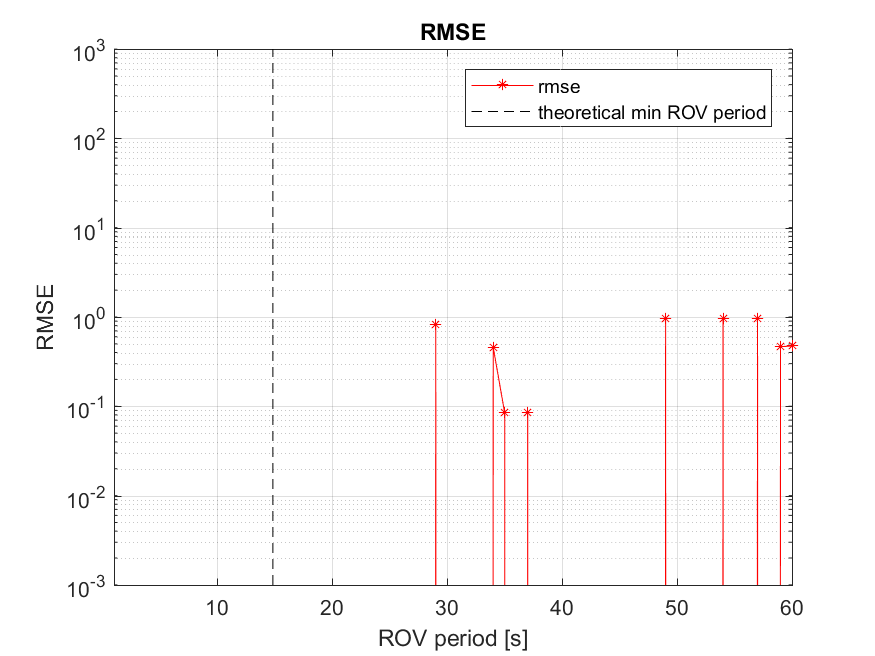 RMSE
10^3
10^2
10^1
10^0
10^-1
10^-2
10^-3
RMSE
rmse
theoretical min ROV period
10 20 30 40 50 60
ROV period [s]